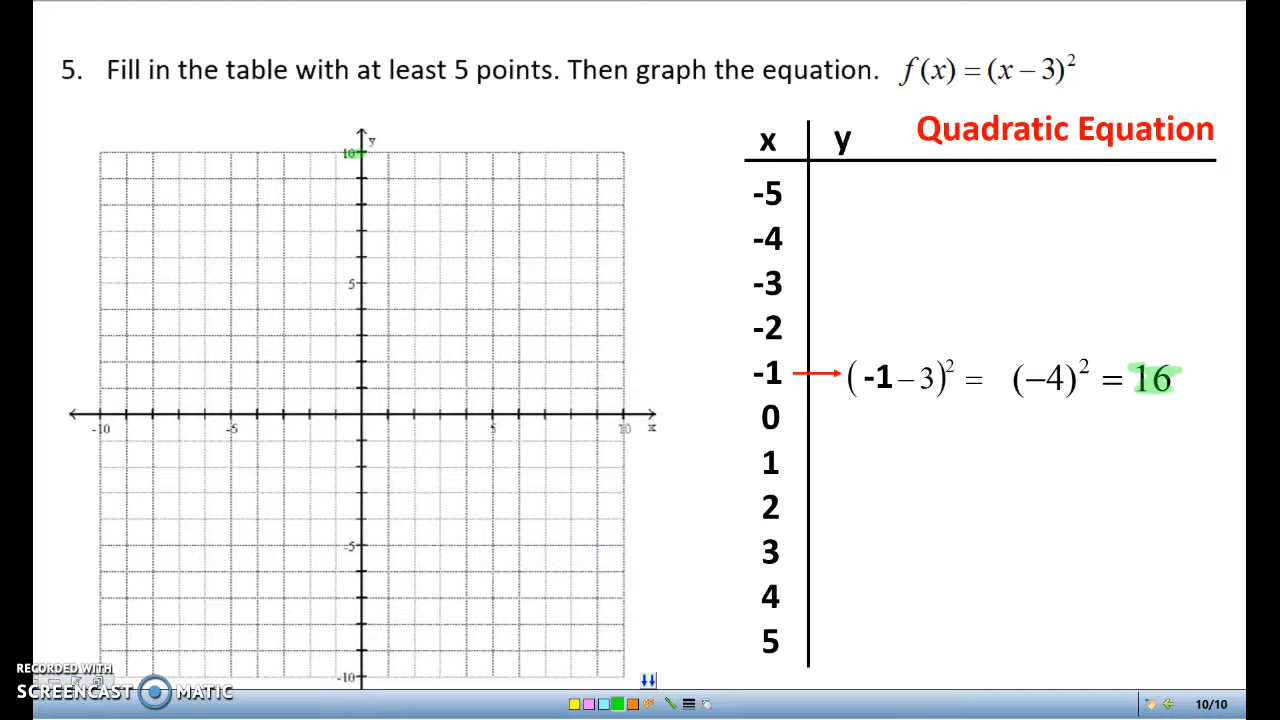 5. Fill in the table with at least 5 points. Then graph the equation. f(x) = (x − 3)²
Quadratic Equation
x y
-5
-4
-3
-2
-1 (-1 − 3)² = (−4)² = 16
0
1
2
3
4
5
y
10
5
-10 -5 5 10 x
-5
-10
RECORDED WITH
SCREENCAST MATIC
10/10